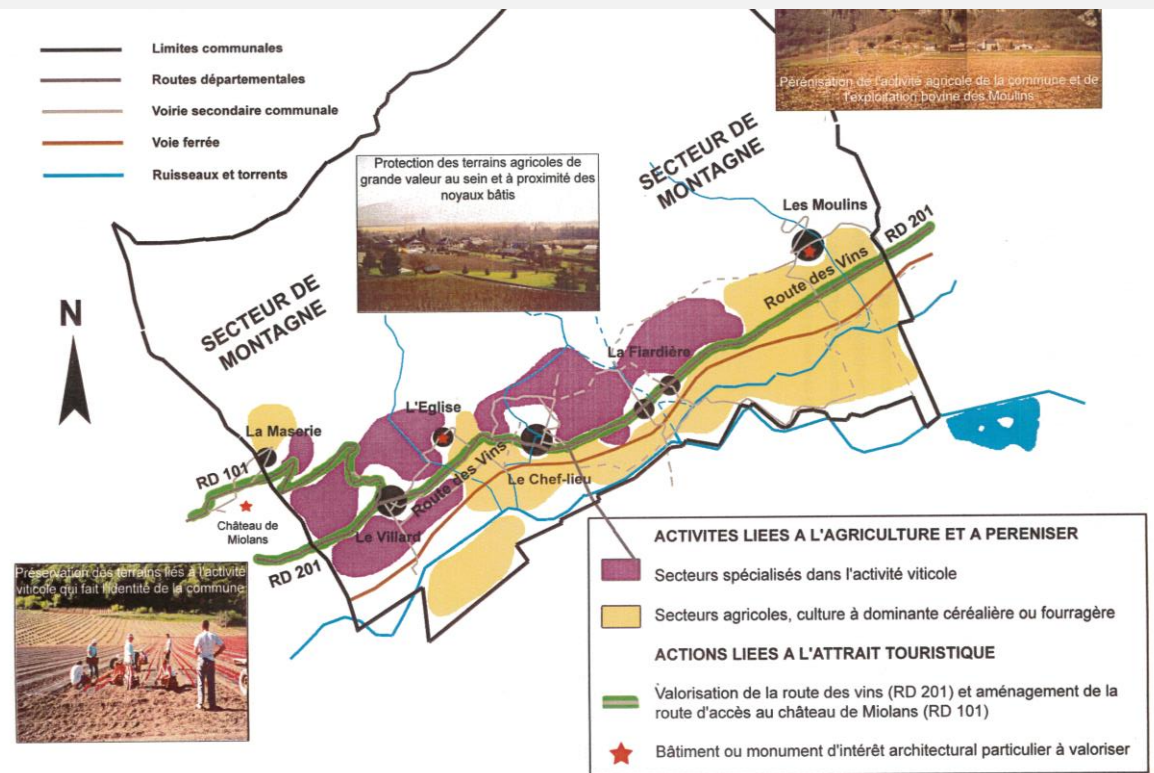 Limites communales
Routes départementales
Voirie secondaire communale
Voie ferrée
Ruisseaux et torrents
Pérénisation de l'activité agricole de la commune et de
l'exploitation bovine des Moulins
Protection des terrains agricoles de
grande valeur au sein et à proximité des
noyaux bâtis
SECTEUR DE
MONTAGNE
Les Moulins
RD 201
Route des Vins
N
SECTEUR DE
MONTAGNE
La Fiardière
L'Eglise
La Maserie
RD 101
Route des Vins
Le Chef-lieu
Château de
Miolans
Le Villard
RD 201
Préservation des terrains liés à l'activité
viticole qui fait l'identité de la commune
ACTIVITES LIEES A L'AGRICULTURE ET A PERENISER
Secteurs spécialisés dans l'activité viticole
Secteurs agricoles, culture à dominante céréalière ou fourragère
ACTIONS LIEES A L'ATTRAIT TOURISTIQUE
Valorisation de la route des vins (RD 201) et aménagement de la
route d'accès au château de Miolans (RD 101)
Bâtiment ou monument d'intérêt architectural particulier à valoriser